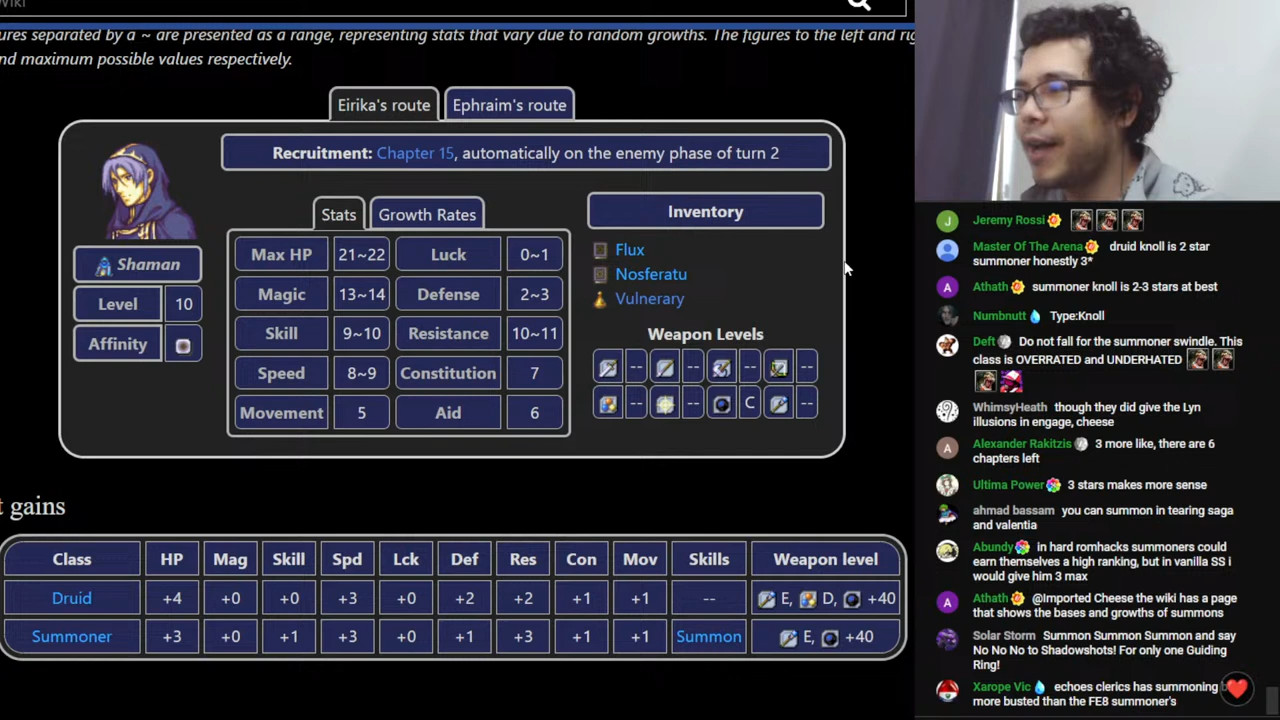 Wiki
ures separated by a ~ are presented as a range, representing stats that vary due to random growths. The figures to the left and rig
nd maximum possible values respectively.
Eirika's route
Ephraim's route
Recruitment: Chapter 15, automatically on the enemy phase of turn 2
Stats
Growth Rates
Shaman
Level 10
Affinity
Max HP 21~22 Luck 0~1
Magic 13~14 Defense 2~3
Skill 9~10 Resistance 10~11
Speed 8~9 Constitution 7
Movement 5 Aid 6
Inventory
Flux
Nosferatu
Vulnerary
Weapon Levels
-- -- -- --
-- -- C --
t gains
Class HP Mag Skill Spd Lck Def Res Con Mov Skills Weapon level
Druid +4 +0 +0 +3 +0 +2 +2 +1 +1 -- E, D, +40
Summoner +3 +0 +1 +3 +0 +1 +3 +1 +1 Summon E, +40
J Jeremy Rossi
Master Of The Arena druid knoll is 2 star
summoner honestly 3*
A Athath summoner knoll is 2-3 stars at best
Numbnutt Type:Knoll
Deft Do not fall for the summoner swindle. This
class is OVERRATED and UNDERHATED
WhimsyHeath though they did give the Lyn
illusions in engage, cheese
A Alexander Rakitzis 3 more like, there are 6
chapters left
Ultima Power 3 stars makes more sense
ahmad bassam you can summon in tearing saga
and valentia
Abundy in hard romhacks summoners could
earn themselves a high ranking, but in vanilla SS i
would give him 3 max
A Athath @Imported Cheese the wiki has a page
that shows the bases and growths of summons
Solar Storm Summon Summon Summon and say
No No No to Shadowshots! For only one Guiding
Ring!
Xarope Vic echoes clerics has summoning
more busted than the FE8 summoner's